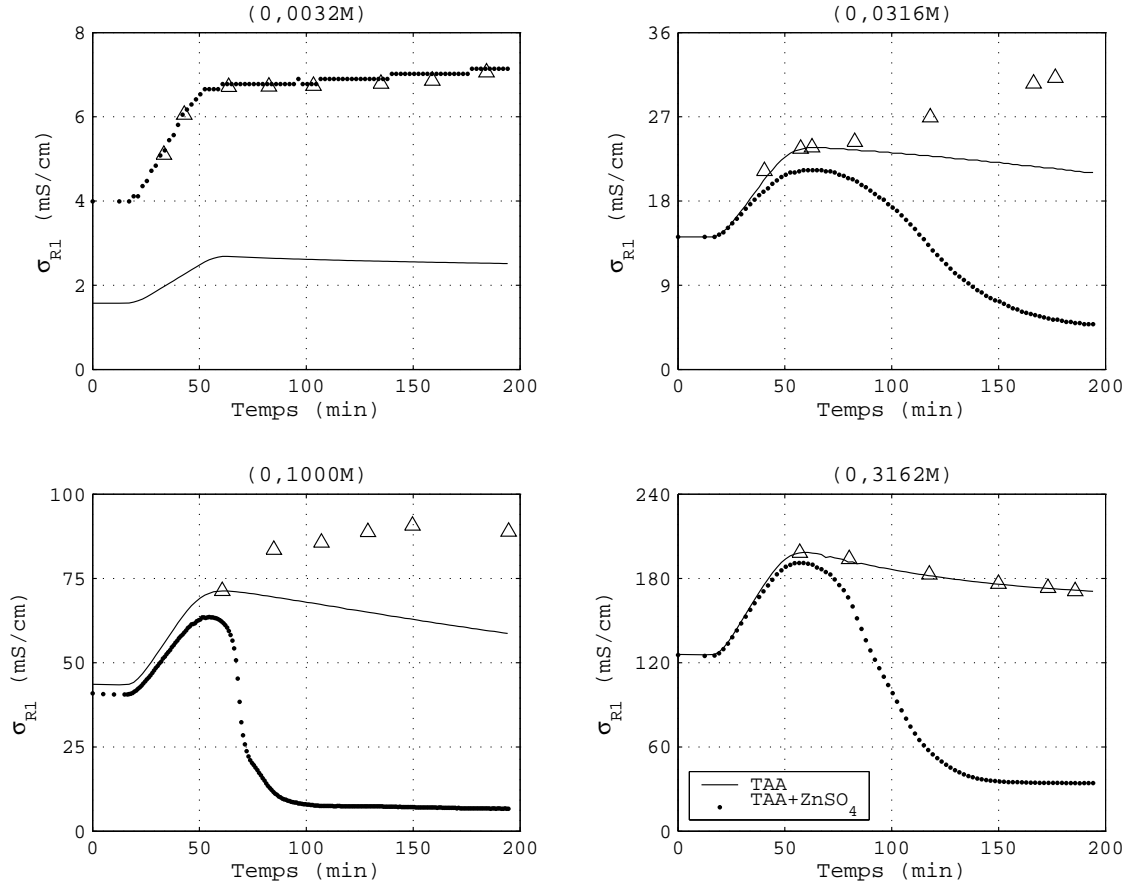 (0,0032M)
8
6
4
2
0
σR1 (mS/cm)
0 50 100 150 200
Temps (min)
(0,0316M)
36
27
18
9
0
σR1 (mS/cm)
0 50 100 150 200
Temps (min)
(0,1000M)
100
75
50
25
0
σR1 (mS/cm)
0 50 100 150 200
Temps (min)
(0,3162M)
240
180
120
60
0
σR1 (mS/cm)
TAA
TAA+ZnSO4
0 50 100 150 200
Temps (min)